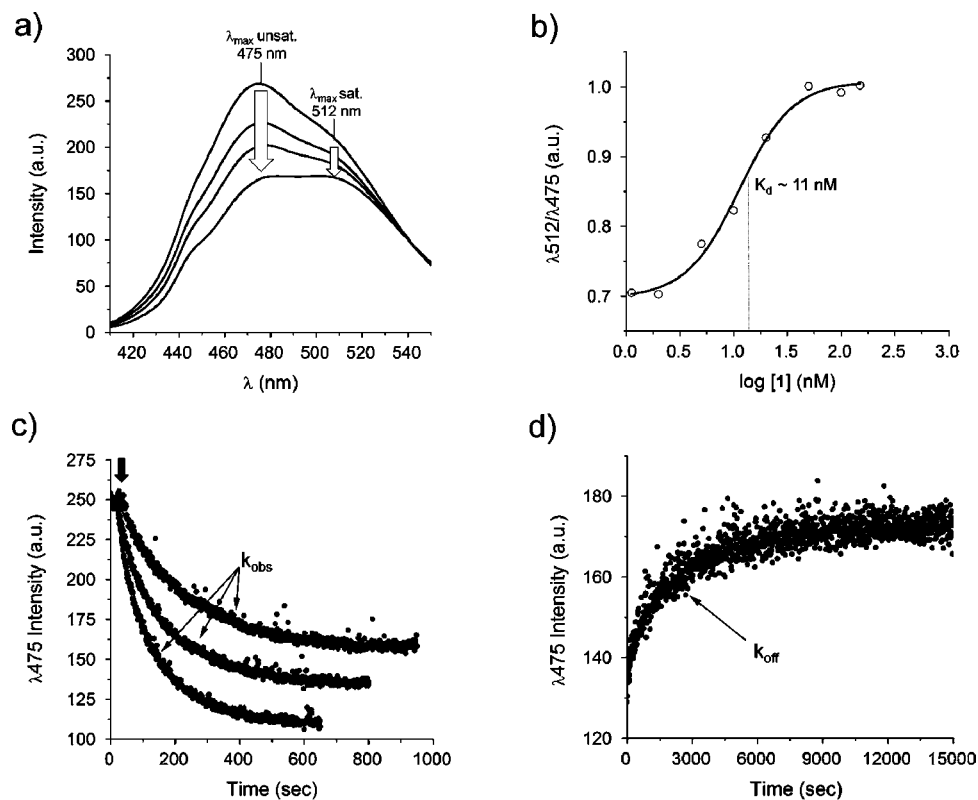 a)
λmax unsat.
475 nm
λmax sat.
512 nm
300
250
200
150
100
50
0
Intensity (a.u.)
420 440 460 480 500 520 540
λ (nm)
b)
1.0
0.9
0.8
0.7
λ512/λ475
Kd ~ 11 nM
0.0 0.5 1.0 1.5 2.0 2.5 3.0
log [1] (nM)
c)
275
250
225
200
175
150
125
100
λ475 Intensity (a.u.)
kobs
0 200 400 600 800 1000
Time (sec)
d)
180
160
140
120
λ475 Intensity (a.u.)
koff
0 3000 6000 9000 12000 15000
Time (sec)